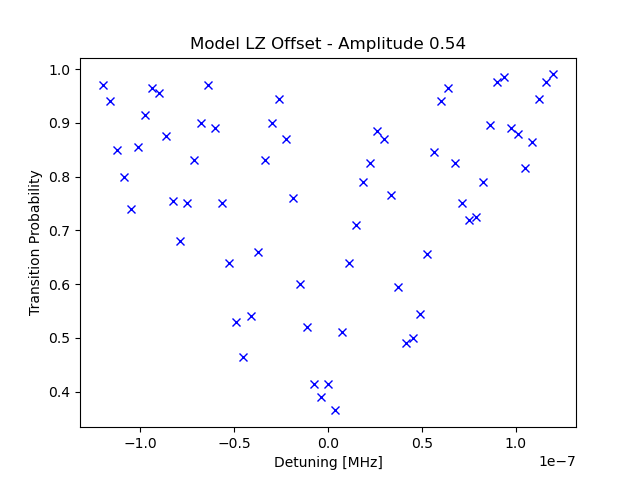 Model LZ Offset - Amplitude 0.54
Transition Probability
1.0
0.9
0.8
0.7
0.6
0.5
0.4
−1.0 −0.5 0.0 0.5 1.0
1e−7
Detuning [MHz]